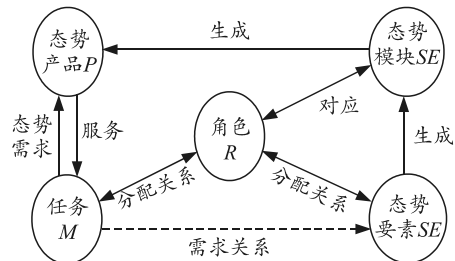 生成
态势
产品P
态势
模块SE
对应
角色
R
态势
需求
服务
生成
分配关系
分配关系
任务
M
态势
要素SE
需求关系